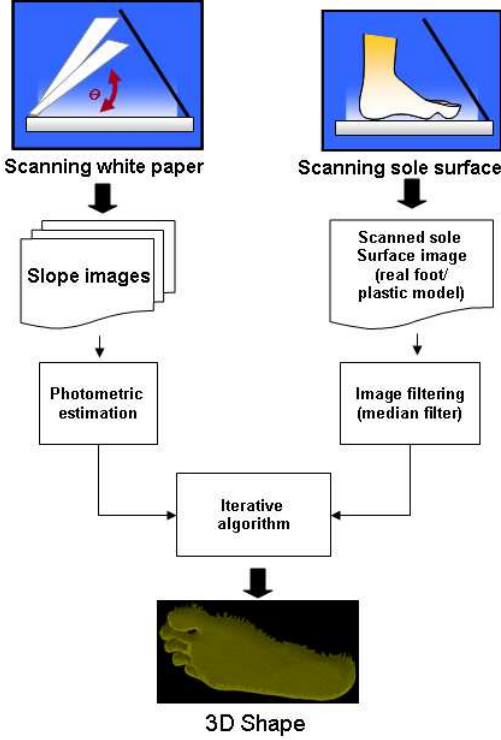 Θ
Scanning white paper
Scanning sole surface
Slope images
Scanned sole
Surface image
(real foot/
plastic model)
Photometric
estimation
Image filtering
(median filter)
Iterative
algorithm
3D Shape